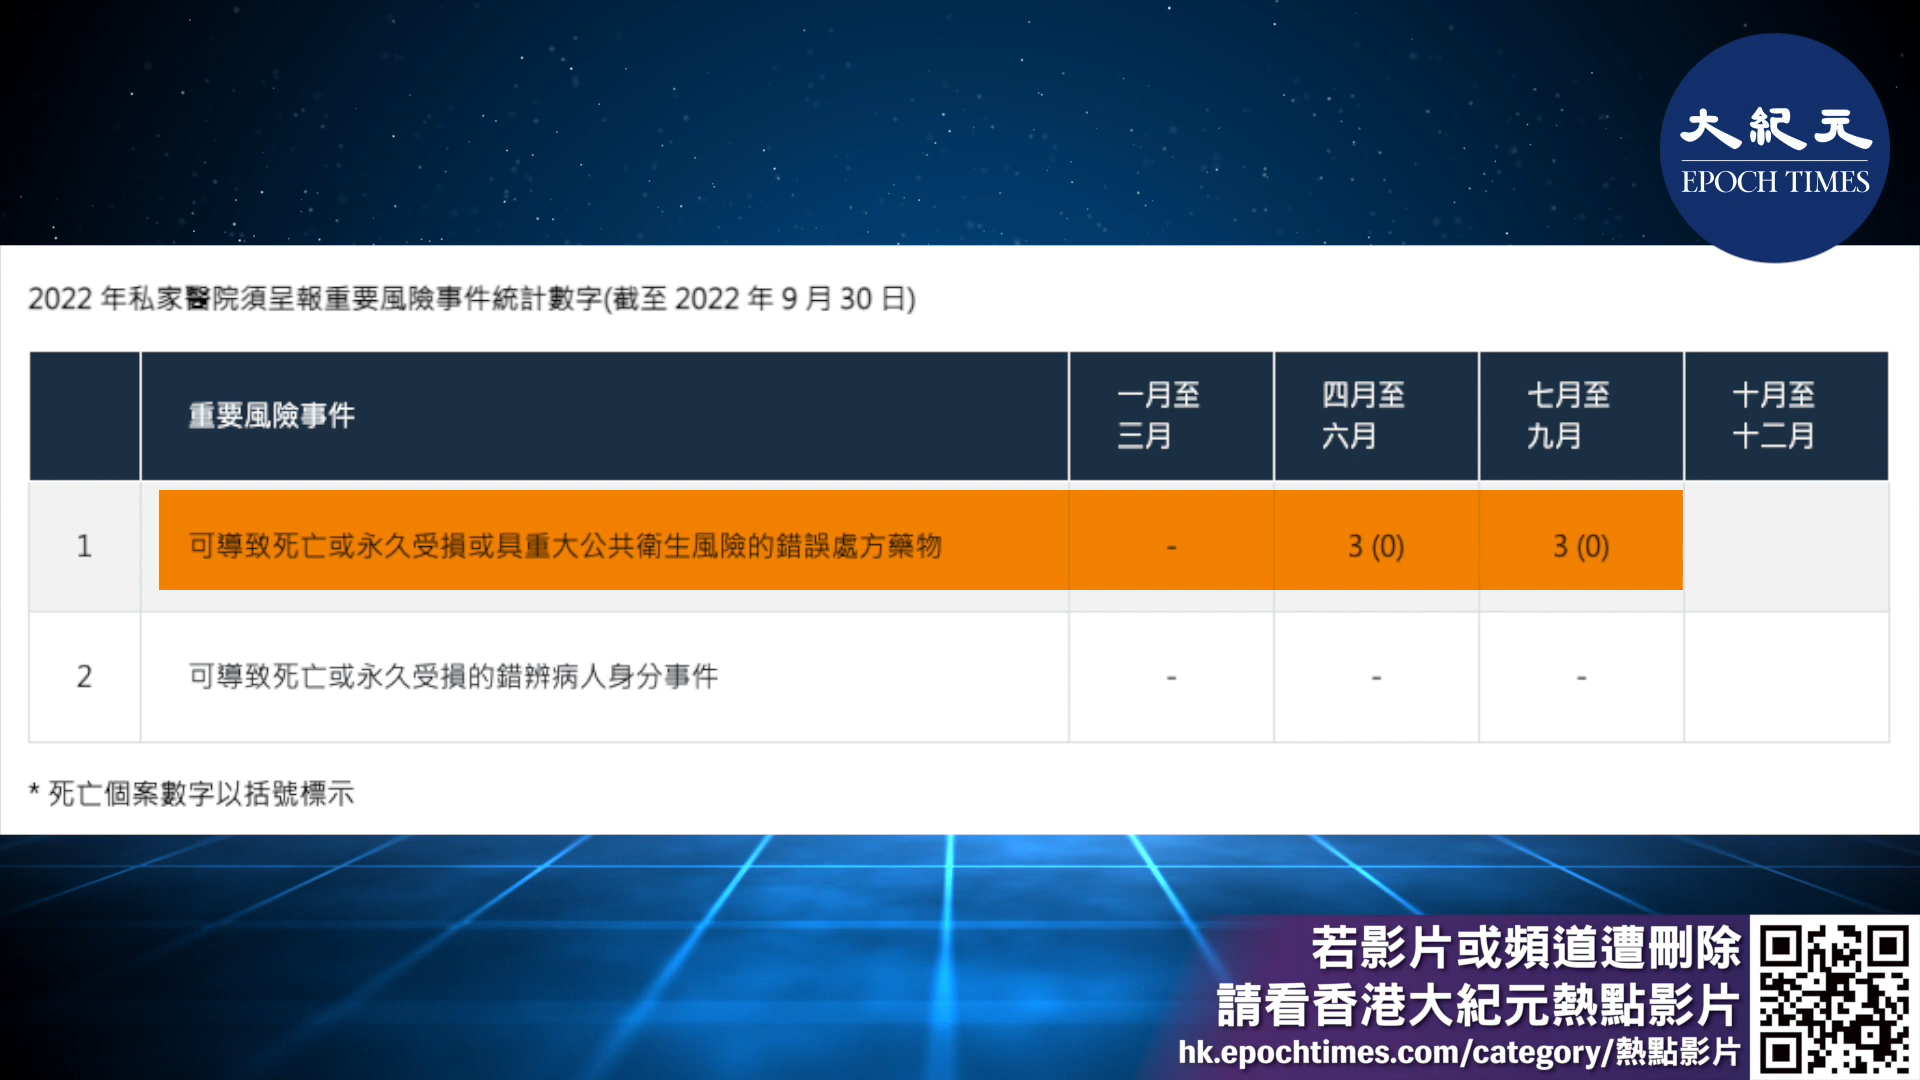 大紀元
EPOCH TIMES
2022 年私家醫院須呈報重要風險事件統計數字(截至 2022 年 9 月 30 日)
重要風險事件
一月至
三月
四月至
六月
七月至
九月
十月至
十二月
1
可導致死亡或永久受損或具重大公共衞生風險的錯誤處方藥物
-
3 (0)
3 (0)
2
可導致死亡或永久受損的錯辨病人身分事件
-
-
-
* 死亡個案數字以括號標示
若影片或頻道遭刪除
請看香港大紀元熱點影片
hk.epochtimes.com/category/熱點影片